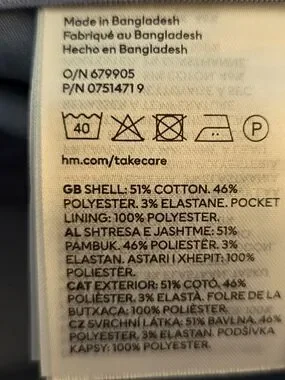 Made in Bangladesh
Fabriqué au Bangladesh
Hecho en Bangladesh
O/N 679905
P/N 0751471 9
40
P
hm.com/takecare
GB SHELL: 51% COTTON. 46%
POLYESTER. 3% ELASTANE. POCKET
LINING: 100% POLYESTER.
AL SHTRESA E JASHTME: 51%
PAMBUK. 46% POLIESTËR. 3%
ELASTAN. ASTARI I XHEPIT: 100%
POLIESTËR.
CAT EXTERIOR: 51% COTÓ, 46%
POLIÈSTER, 3% ELASTÀ. FOLRE DE LA
BUTXACA: 100% POLIÈSTER.
CZ SVRCHNÍ LÁTKA: 51% BAVLNA, 46%
POLYESTER, 3% ELASTAN. PODŠÍVKA
KAPSY: 100% POLYESTER.